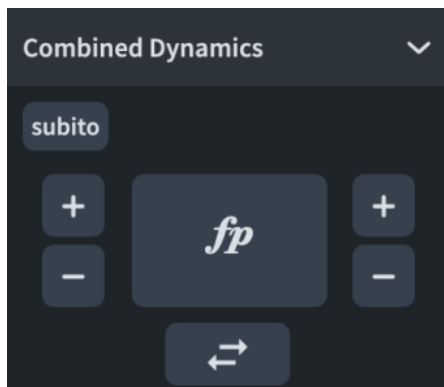 Combined Dynamics
subito
+ fp +
− −